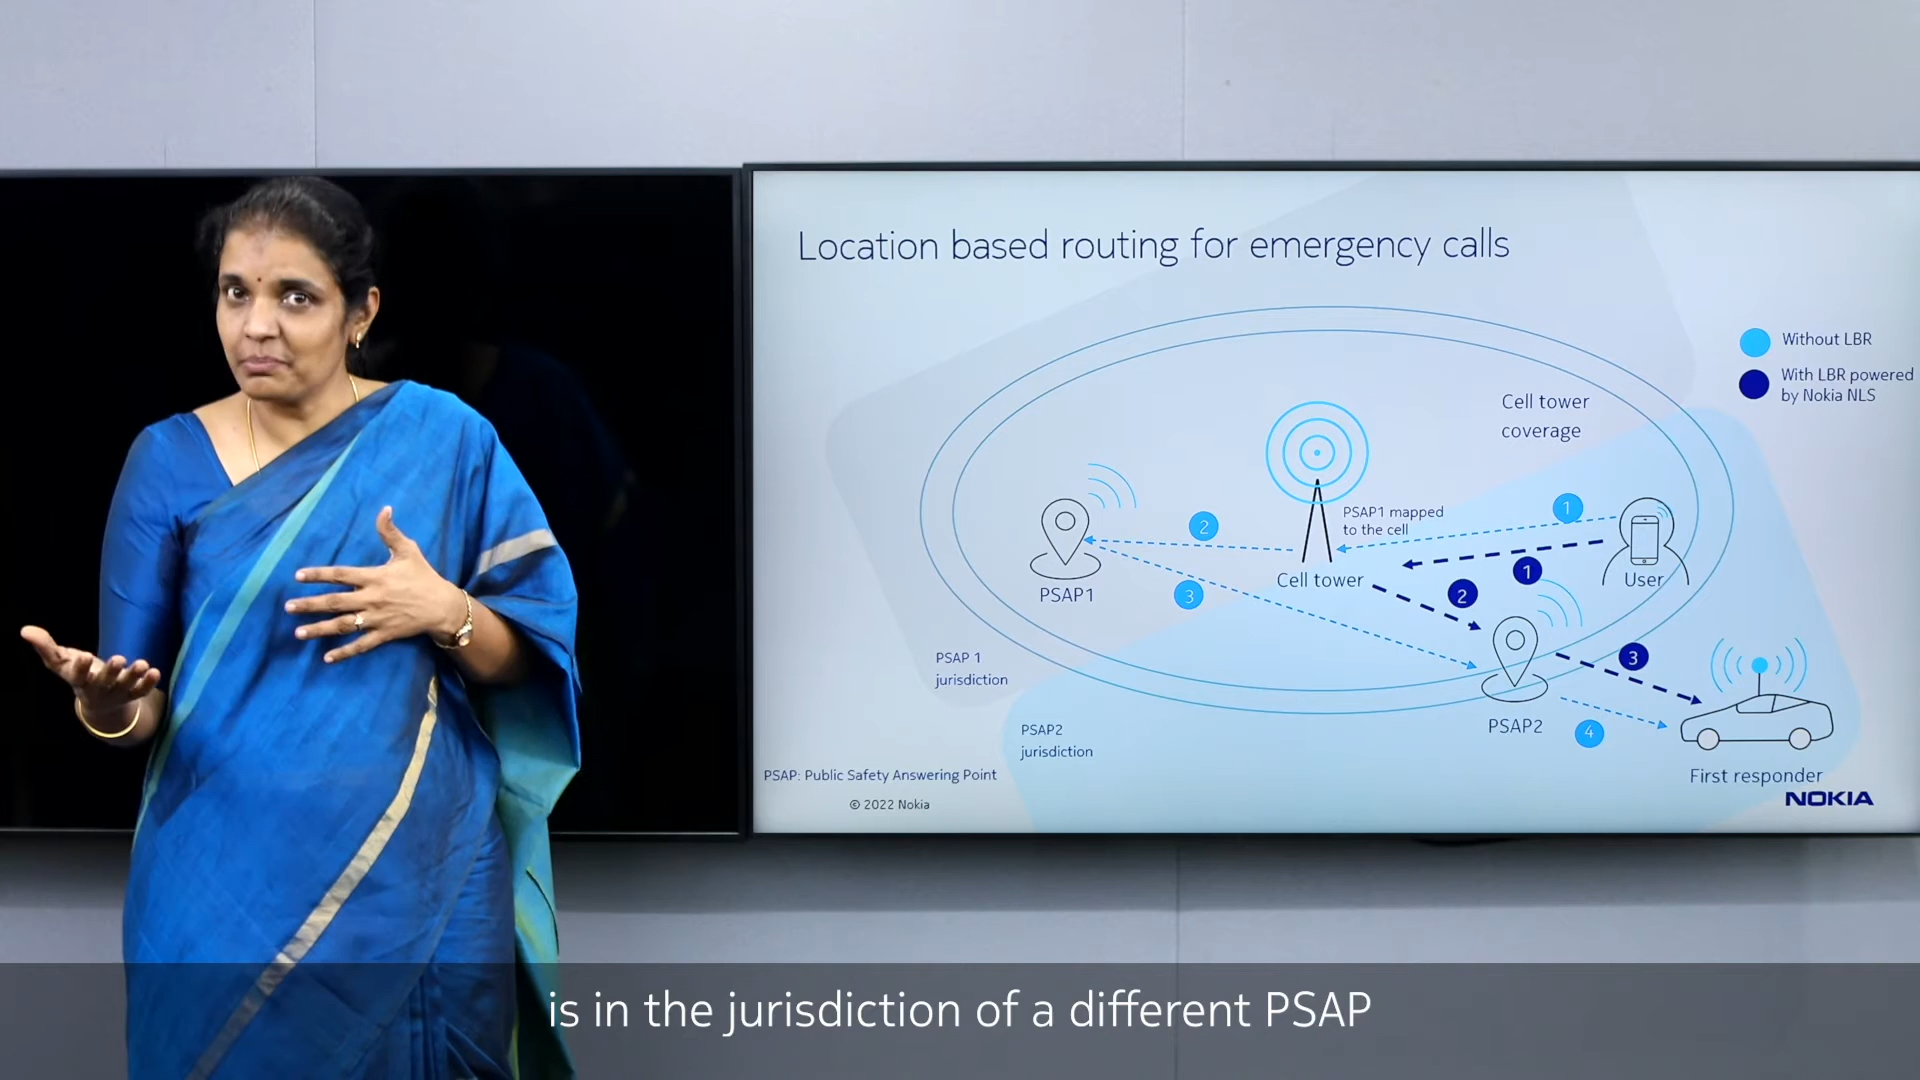 Location based routing for emergency calls
Without LBR
With LBR powered
by Nokia NLS
Cell tower
coverage
1
PSAP1 mapped
to the cell
2
1
Cell tower
User
PSAP1
3
2
3
PSAP 1
jurisdiction
PSAP2
4
PSAP2
jurisdiction
PSAP: Public Safety Answering Point
First responder
© 2022 Nokia
NOKIA
is in the jurisdiction of a different PSAP